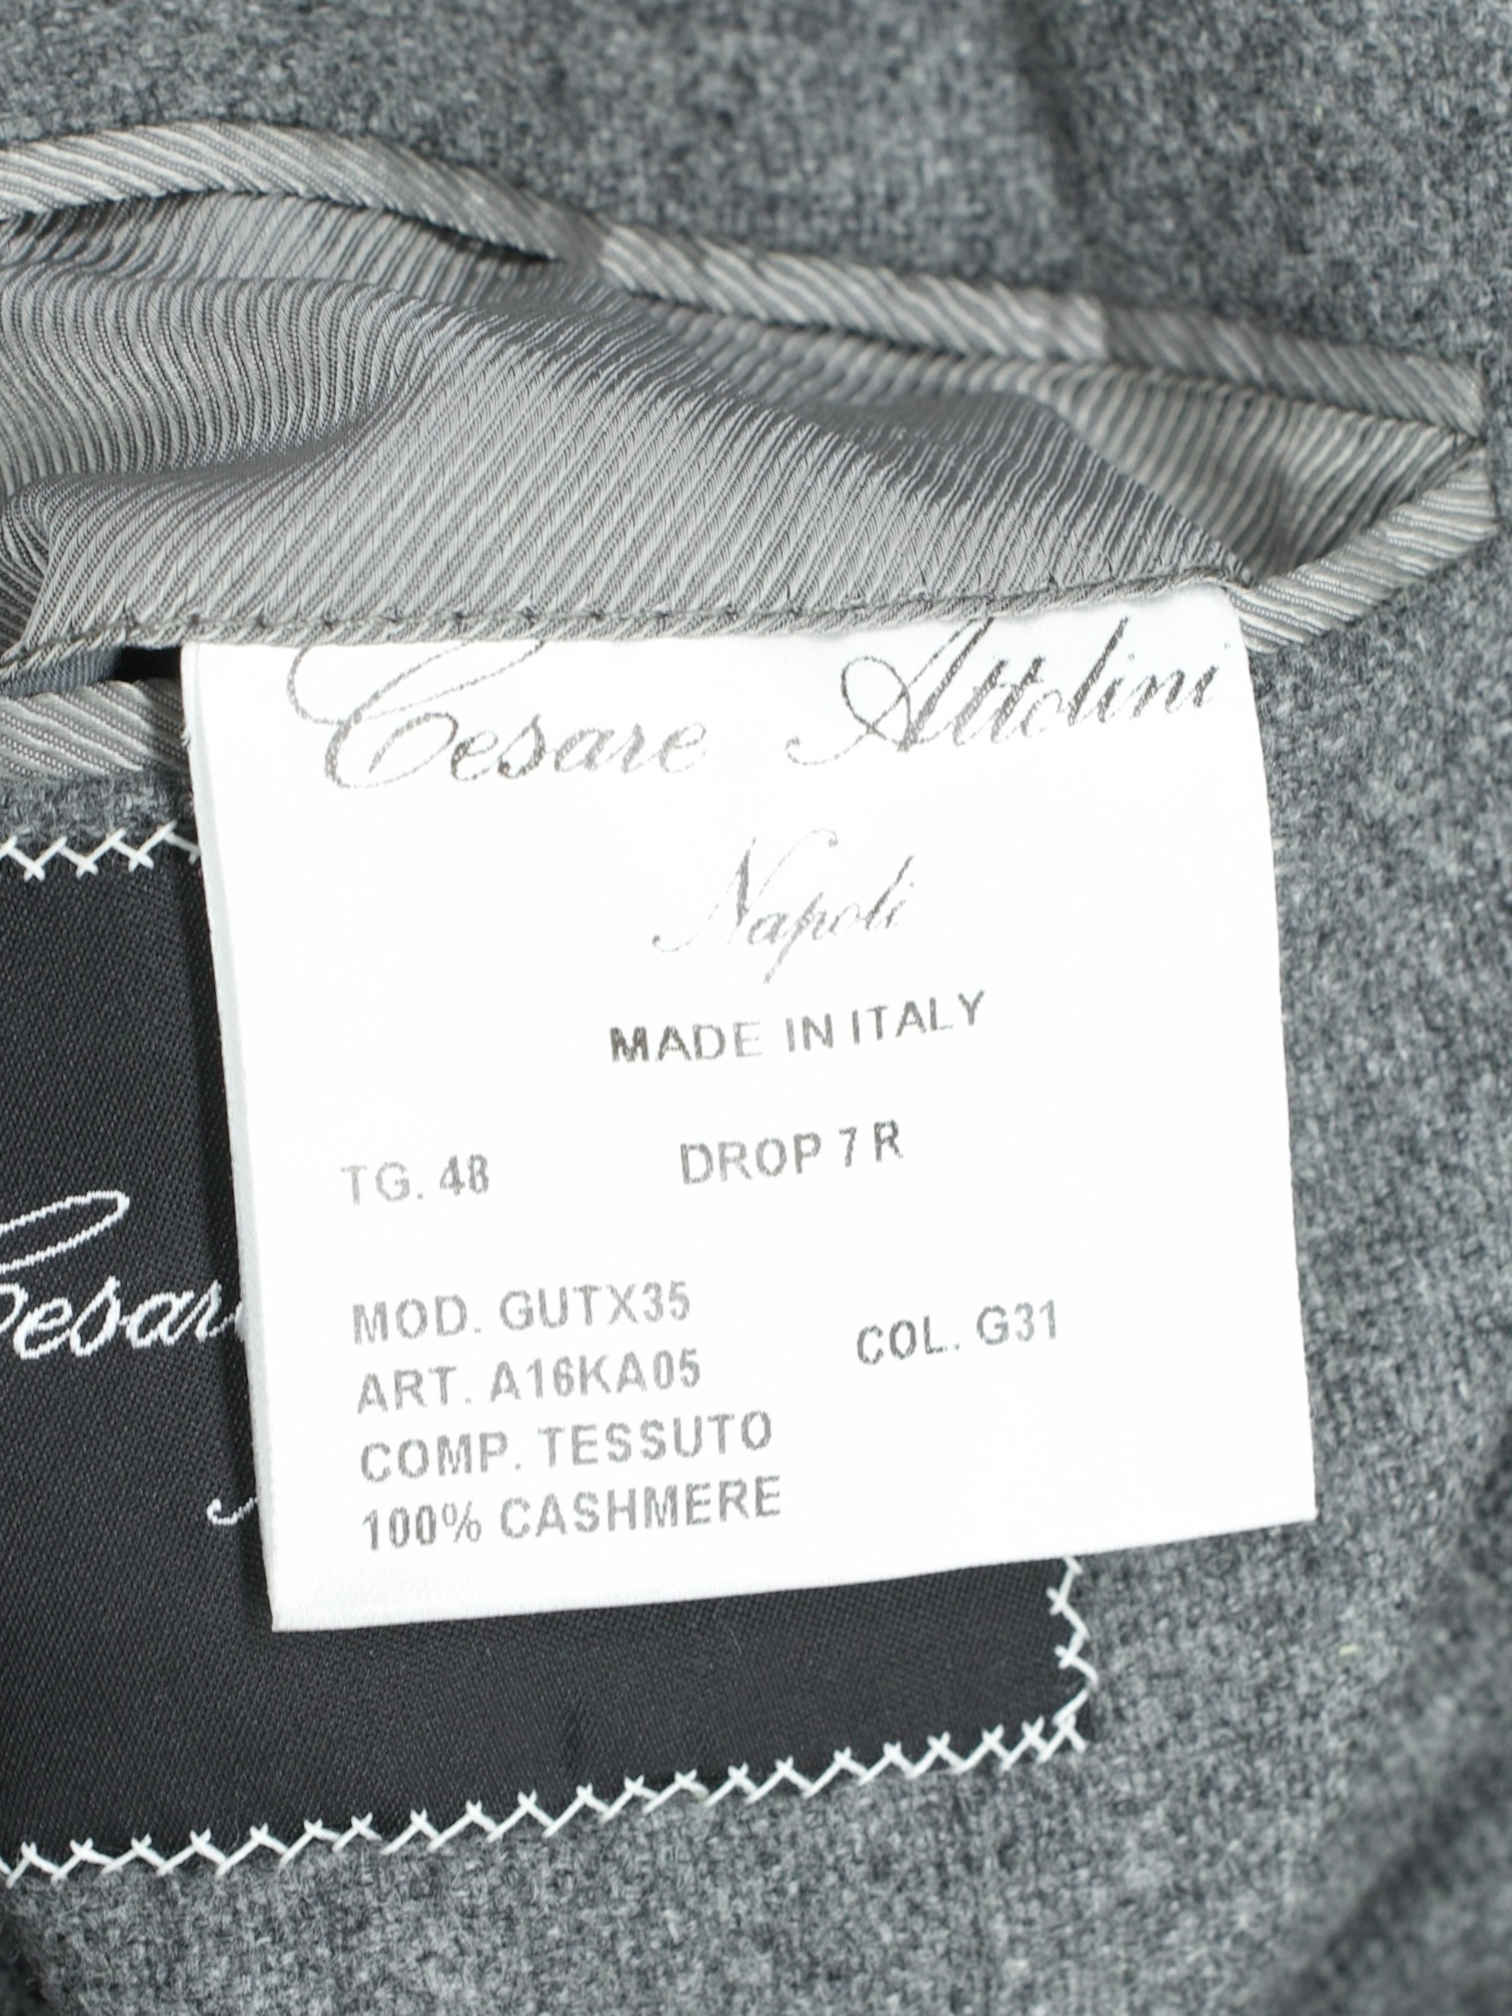 Cesare Attolini
Napoli
MADE IN ITALY
TG. 48 DROP 7 R
MOD. GUTX35
COL. G31
ART. A16KA05
COMP. TESSUTO
100% CASHMERE
Cesar